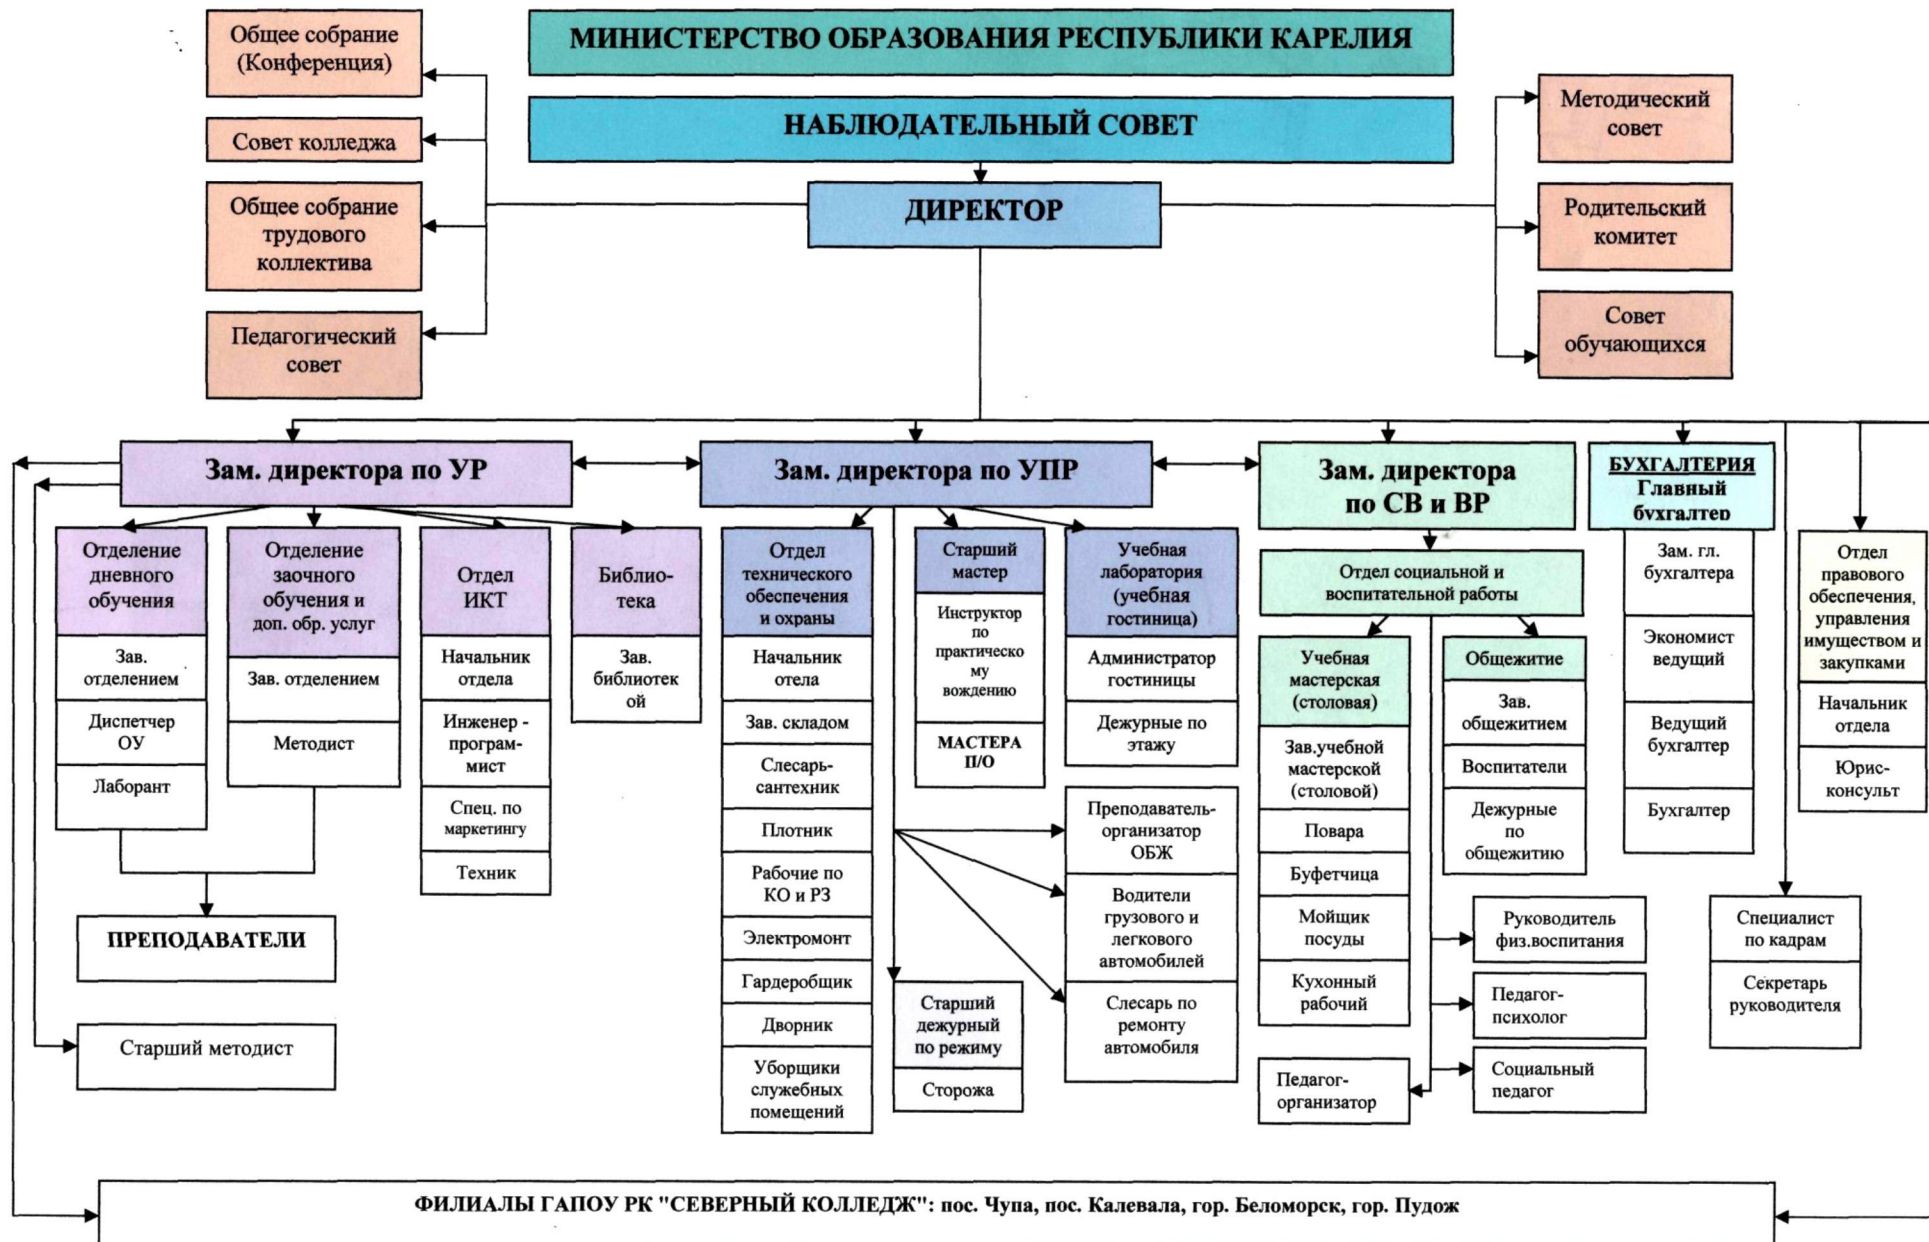 МИНИСТЕРСТВО ОБРАЗОВАНИЯ РЕСПУБЛИКИ КАРЕЛИЯ
НАБЛЮДАТЕЛЬНЫЙ СОВЕТ
ДИРЕКТОР
Общее собрание
(Конференция)
Совет колледжа
Общее собрание
трудового
коллектива
Педагогический
совет
Методический
совет
Родительский
комитет
Совет
обучающихся
Зам. директора по УР
Отделение
дневного
обучения
Зав.
отделением
Диспетчер
ОУ
Лаборант
Отделение
заочного
обучения и
доп. обр. услуг
Зав. отделением
Методист
ПРЕПОДАВАТЕЛИ
Старший методист
Отдел
ИКТ
Начальник
отдела
Инженер -
програм-
мист
Спец. по
маркетингу
Техник
Библио-
тека
Зав.
библиотек
ой
Зам. директора по УПР
Отдел
технического
обеспечения
и охраны
Начальник
отела
Зав. складом
Слесарь-
сантехник
Плотник
Рабочие по
КО и РЗ
Электромонт
Гардеробщик
Дворник
Уборщики
служебных
помещений
Старший
мастер
Инструктор
по
практическо
му
вождению
МАСТЕРА
П/О
Старший
дежурный
по режиму
Сторожа
Учебная
лаборатория
(учебная
гостиница)
Администратор
гостиницы
Дежурные по
этажу
Преподаватель-
организатор
ОБЖ
Водители
грузового и
легкового
автомобилей
Слесарь по
ремонту
автомобиля
Зам. директора
по СВ и ВР
Отдел социальной и
воспитательной работы
Учебная
мастерская
(столовая)
Зав.учебной
мастерской
(столовой)
Повара
Буфетчица
Мойщик
посуды
Кухонный
рабочий
Педагог-
организатор
Общежитие
Зав.
общежитием
Воспитатели
Дежурные
по
общежитию
Руководитель
физ.воспитания
Педагог-
психолог
Социальный
педагог
БУХГАЛТЕРИЯ
Главный
бухгалтер
Зам. гл.
бухгалтера
Экономист
ведущий
Ведущий
бухгалтер
Бухгалтер
Отдел
правового
обеспечения,
управления
имуществом и
закупками
Начальник
отдела
Юрис-
консульт
Специалист
по кадрам
Секретарь
руководителя
ФИЛИАЛЫ ГАПОУ РК "СЕВЕРНЫЙ КОЛЛЕДЖ": пос. Чупа, пос. Калевала, гор. Беломорск, гор. Пудож